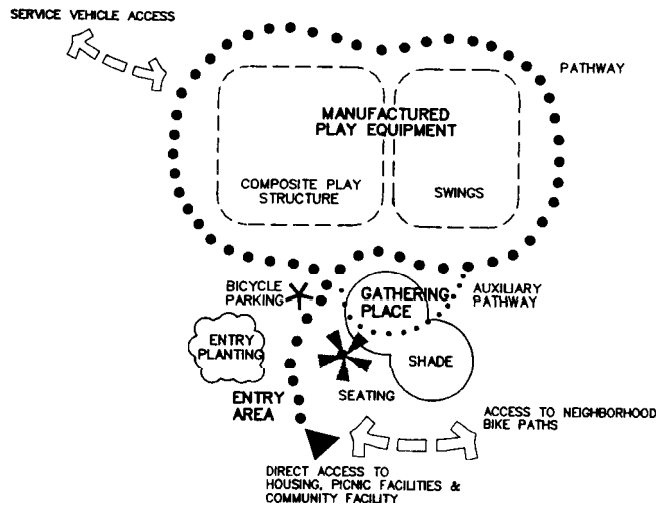 SERVICE VEHICLE ACCESS
PATHWAY
MANUFACTURED
PLAY EQUIPMENT
COMPOSITE PLAY
STRUCTURE
SWINGS
BICYCLE
PARKING
GATHERING
PLACE
AUXILIARY
PATHWAY
ENTRY
PLANTING
SHADE
SEATING
ENTRY
AREA
ACCESS TO NEIGHBORHOOD
BIKE PATHS
DIRECT ACCESS TO
HOUSING, PICNIC FACILITIES &
COMMUNITY FACILITY